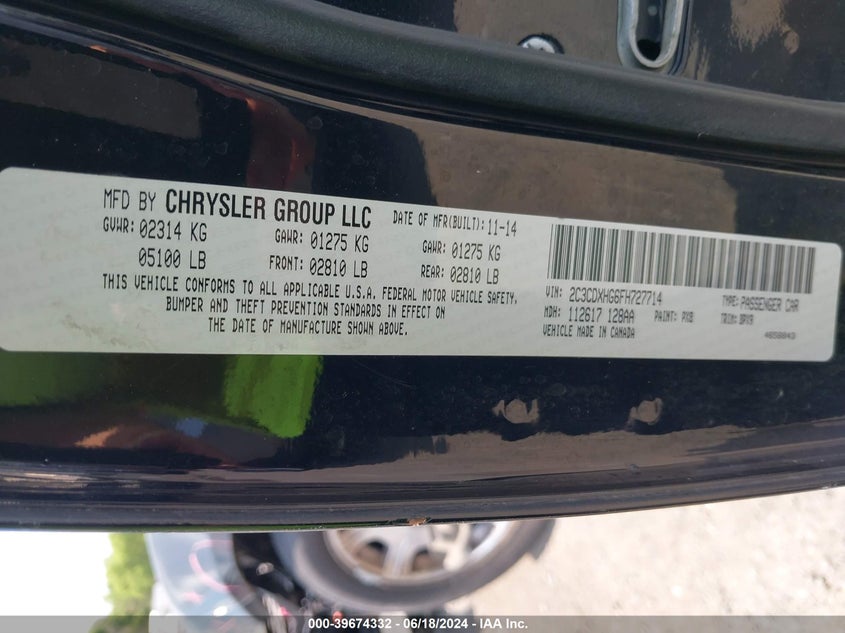 MFD BY CHRYSLER GROUP LLC DATE OF MFR(BUILT): 11-14
GVWR: 02314 KG GAWR: 01275 KG GAWR: 01275 KG
05100 LB FRONT: 02810 LB REAR: 02810 LB
THIS VEHICLE CONFORMS TO ALL APPLICABLE U.S.A. FEDERAL MOTOR VEHICLE SAFETY,
BUMPER AND THEFT PREVENTION STANDARDS IN EFFECT ON
THE DATE OF MANUFACTURE SHOWN ABOVE.
VIN: 2C3CDXHG6FH727714 TYPE: PASSENGER CAR
MDH: 112617 128AA PAINT: PX8 TRIM: BPX9
VEHICLE MADE IN CANADA
000-39674332 - 06/18/2024 - IAA Inc.